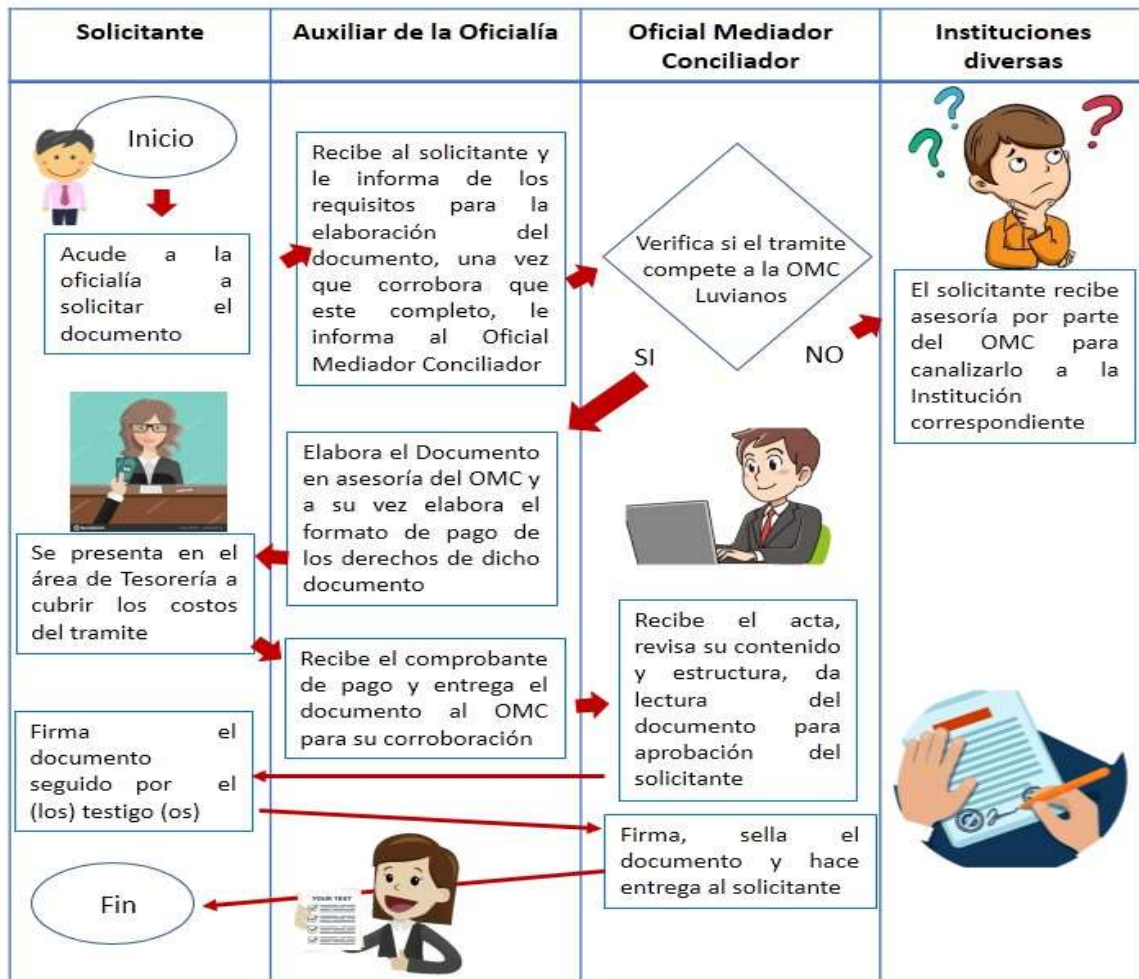 Solicitante
Auxiliar de la Oficialía
Oficial Mediador
Conciliador
Instituciones
diversas
Inicio
Acude a la
oficialía a
solicitar el
documento
Recibe al solicitante y
le informa de los
requisitos para la
elaboración del
documento, una vez
que corrobora que
este completo, le
informa al Oficial
Mediador Conciliador
Verifica si el tramite
compete a la OMC
Luvianos
SI
NO
El solicitante recibe
asesoría por parte
del OMC para
canalizarlo a la
Institución
correspondiente
Elabora el Documento
en asesoría del OMC y
a su vez elabora el
formato de pago de
los derechos de dicho
documento
Se presenta en el
área de Tesorería a
cubrir los costos
del tramite
Recibe el comprobante
de pago y entrega el
documento al OMC
para su corroboración
Recibe el acta,
revisa su contenido
y estructura, da
lectura del
documento para
aprobación del
solicitante
Firma el
documento
seguido por el
(los) testigo (os)
Firma, sella el
documento y hace
entrega al solicitante
YOUR TEST
Fin